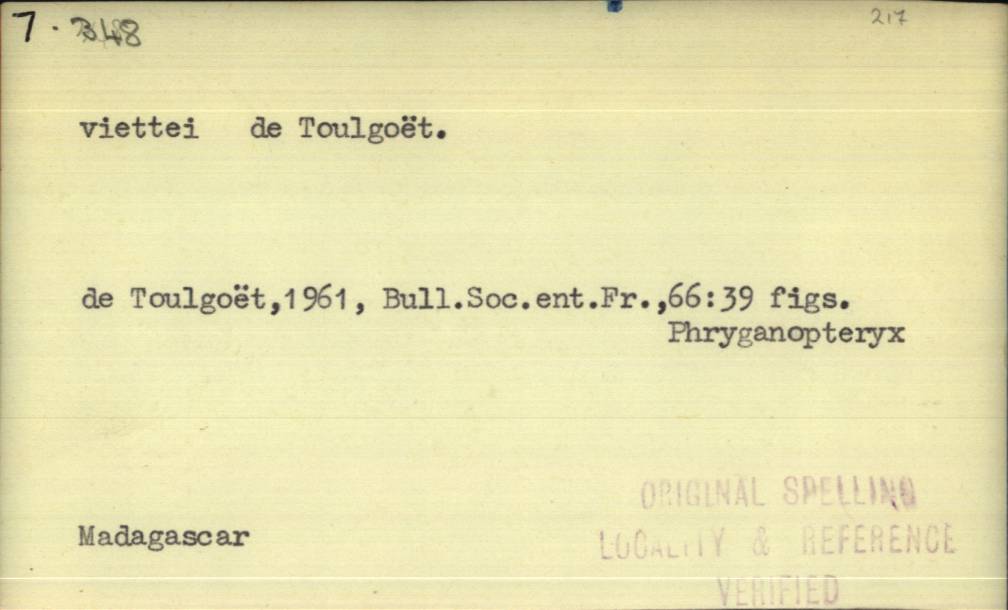 7. B48
217
viettei de Toulgoët.
de Toulgoët,1961, Bull.Soc.ent.Fr.,66:39 figs.
Phryganopteryx
Madagascar
ORIGINAL SPELLING
LOCALITY & REFERENCE
VERIFIED